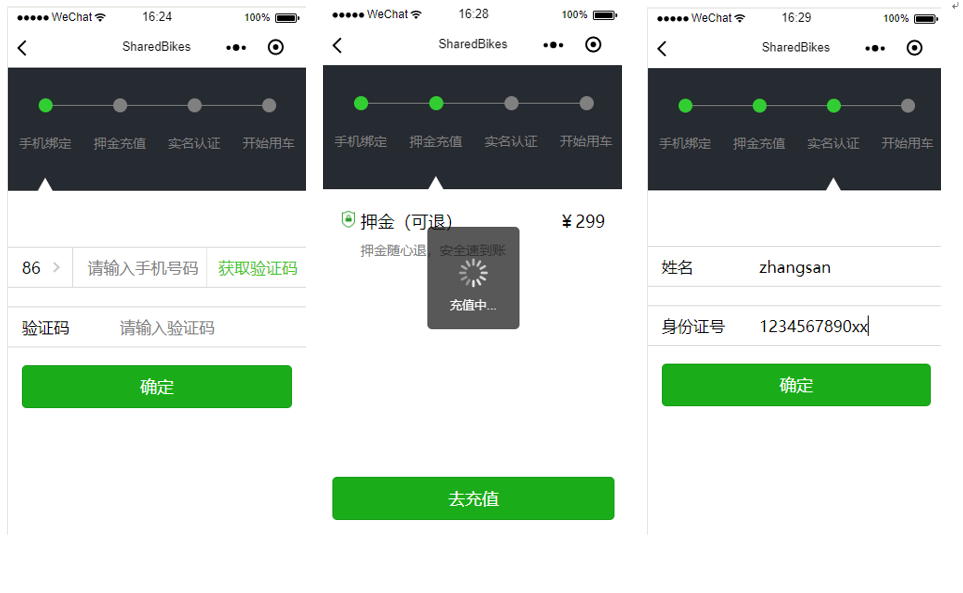 WeChat 16:24 100%
SharedBikes
手机绑定 押金充值 实名认证 开始用车
86 请输入手机号码 获取验证码
验证码 请输入验证码
确定
WeChat 16:28 100%
SharedBikes
手机绑定 押金充值 实名认证 开始用车
押金（可退） ¥299
押金随心退，安全速到账
充值中...
去充值
WeChat 16:29 100%
SharedBikes
手机绑定 押金充值 实名认证 开始用车
姓名 zhangsan
身份证号 1234567890xx
确定